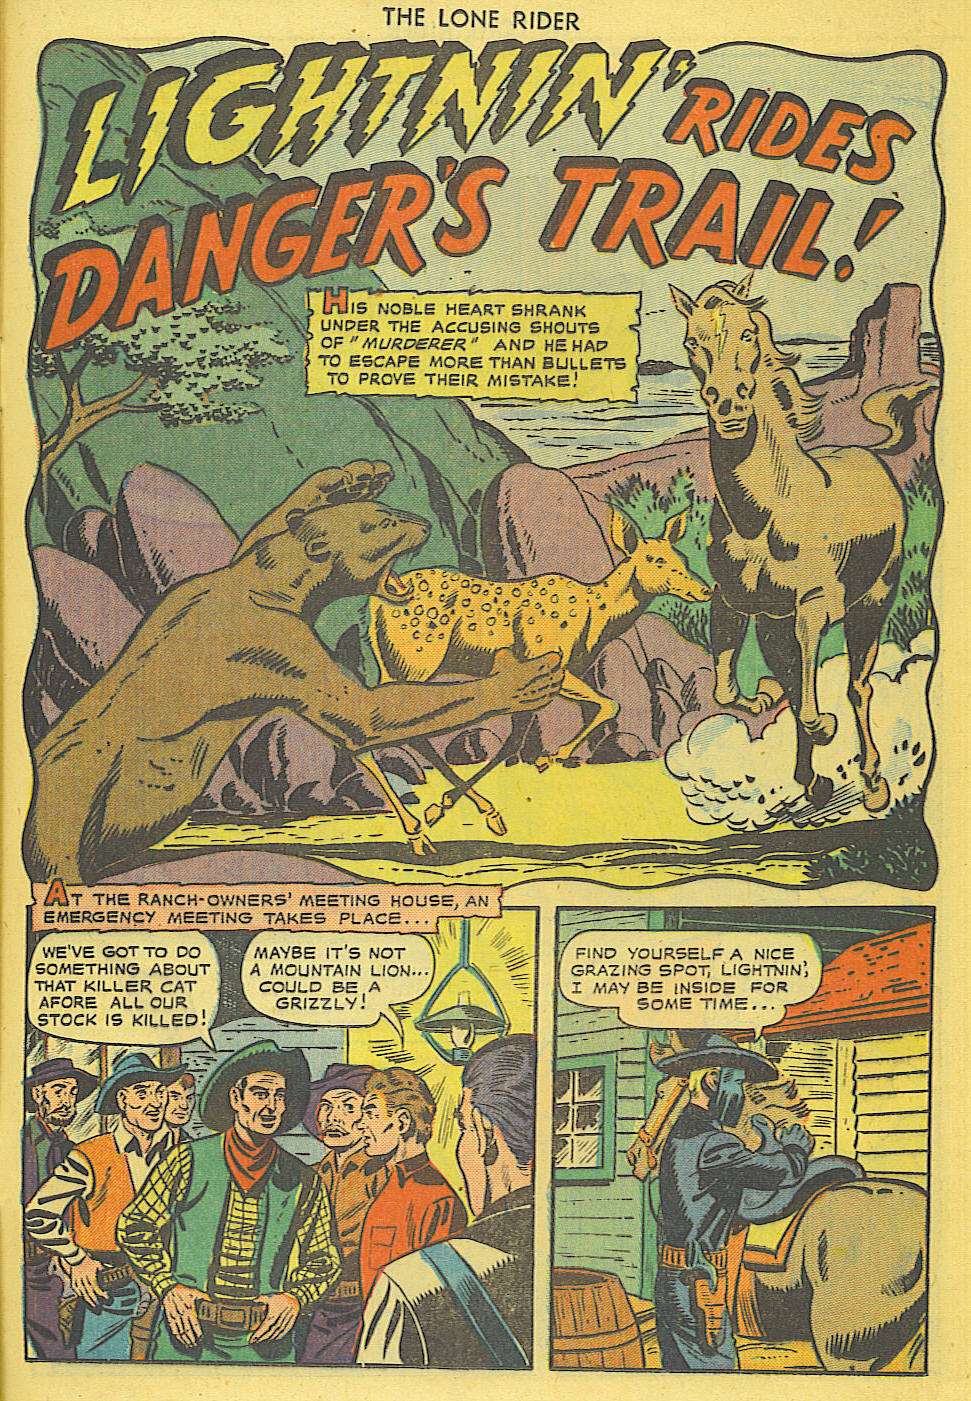 THE LONE RIDER
LIGHTNIN' RIDES
DANGER'S TRAIL!
HIS NOBLE HEART SHRANK
UNDER THE ACCUSING SHOUTS
OF "MURDERER" AND HE HAD
TO ESCAPE MORE THAN BULLETS
TO PROVE THEIR MISTAKE!
AT THE RANCH-OWNERS' MEETING HOUSE, AN
EMERGENCY MEETING TAKES PLACE...
WE'VE GOT TO DO
SOMETHING ABOUT
THAT KILLER CAT
AFORE ALL OUR
STOCK IS KILLED!
MAYBE IT'S NOT
A MOUNTAIN LION...
COULD BE A
GRIZZLY!
FIND YOURSELF A NICE
GRAZING SPOT, LIGHTNIN',
I MAY BE INSIDE FOR
SOME TIME...